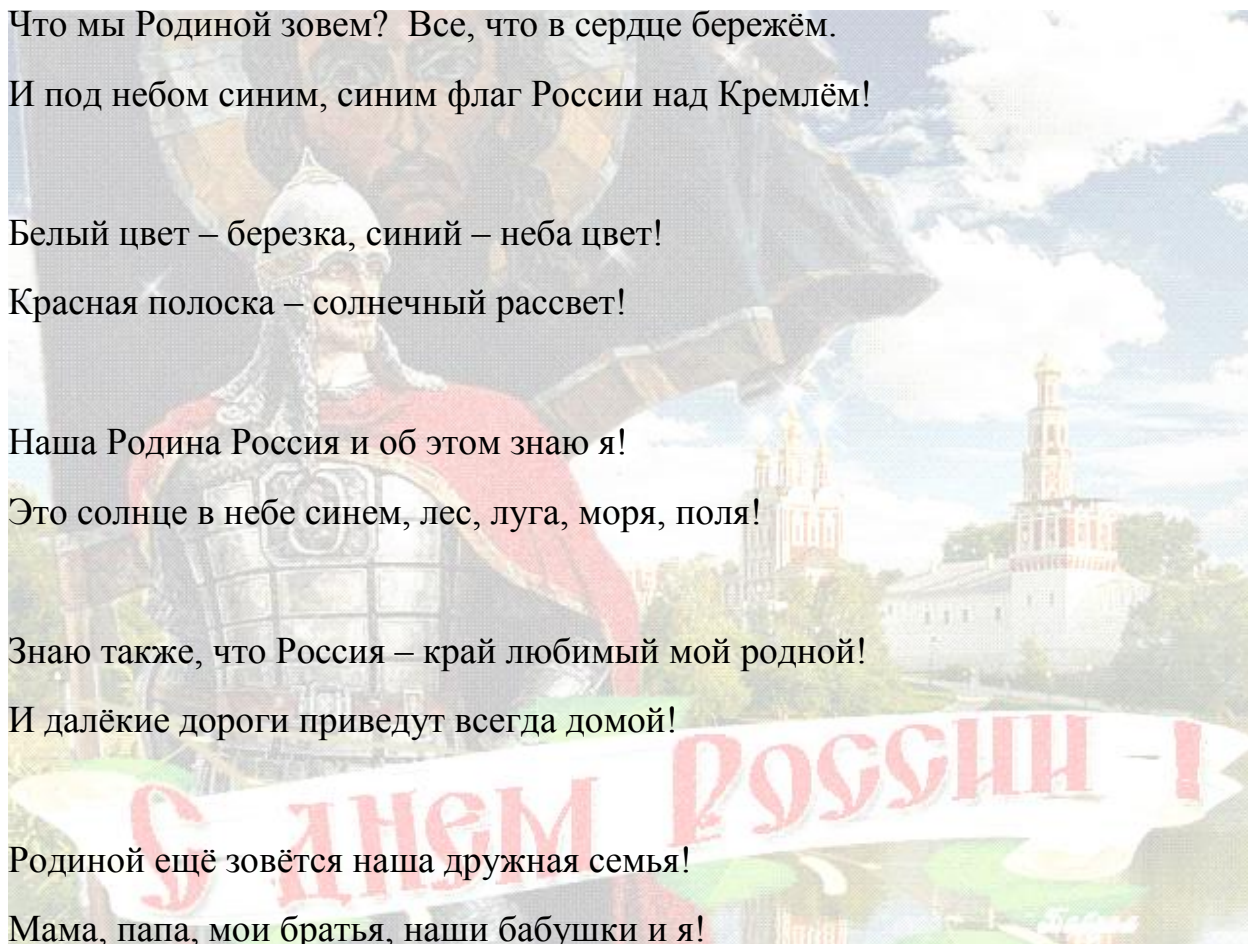 Что мы Родиной зовем?  Все, что в сердце бережём.
И под небом синим, синим флаг России над Кремлём!
Белый цвет – березка, синий – неба цвет!
Красная полоска – солнечный рассвет!
Наша Родина Россия и об этом знаю я!
Это солнце в небе синем, лес, луга, моря, поля!
Знаю также, что Россия – край любимый мой родной!
И далёкие дороги приведут всегда домой!
С ДНЕМ РОССИИ !
Родиной ещё зовётся наша дружная семья!
Мама, папа, мои братья, наши бабушки и я!